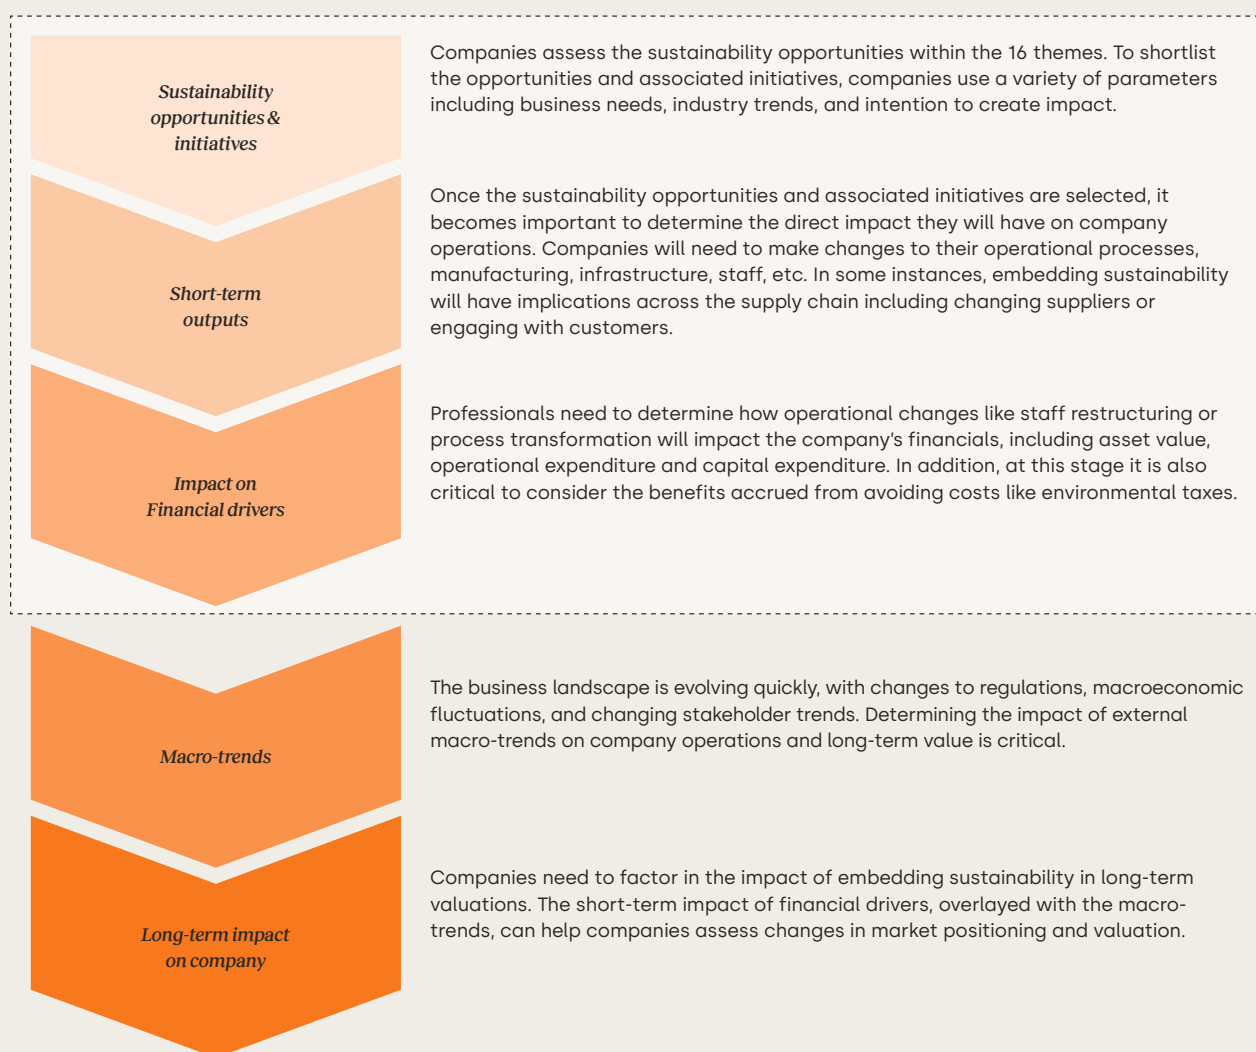 Sustainability
opportunities &
initiatives
Companies assess the sustainability opportunities within the 16 themes. To shortlist
the opportunities and associated initiatives, companies use a variety of parameters
including business needs, industry trends, and intention to create impact.
Short-term
outputs
Once the sustainability opportunities and associated initiatives are selected, it
becomes important to determine the direct impact they will have on company
operations. Companies will need to make changes to their operational processes,
manufacturing, infrastructure, staff, etc. In some instances, embedding sustainability
will have implications across the supply chain including changing suppliers or
engaging with customers.
Impact on
Financial drivers
Professionals need to determine how operational changes like staff restructuring or
process transformation will impact the company's financials, including asset value,
operational expenditure and capital expenditure. In addition, at this stage it is also
critical to consider the benefits accrued from avoiding costs like environmental taxes.
Macro-trends
The business landscape is evolving quickly, with changes to regulations, macroeconomic
fluctuations, and changing stakeholder trends. Determining the impact of external
macro-trends on company operations and long-term value is critical.
Long-term impact
on company
Companies need to factor in the impact of embedding sustainability in long-term
valuations. The short-term impact of financial drivers, overlayed with the macro-
trends, can help companies assess changes in market positioning and valuation.